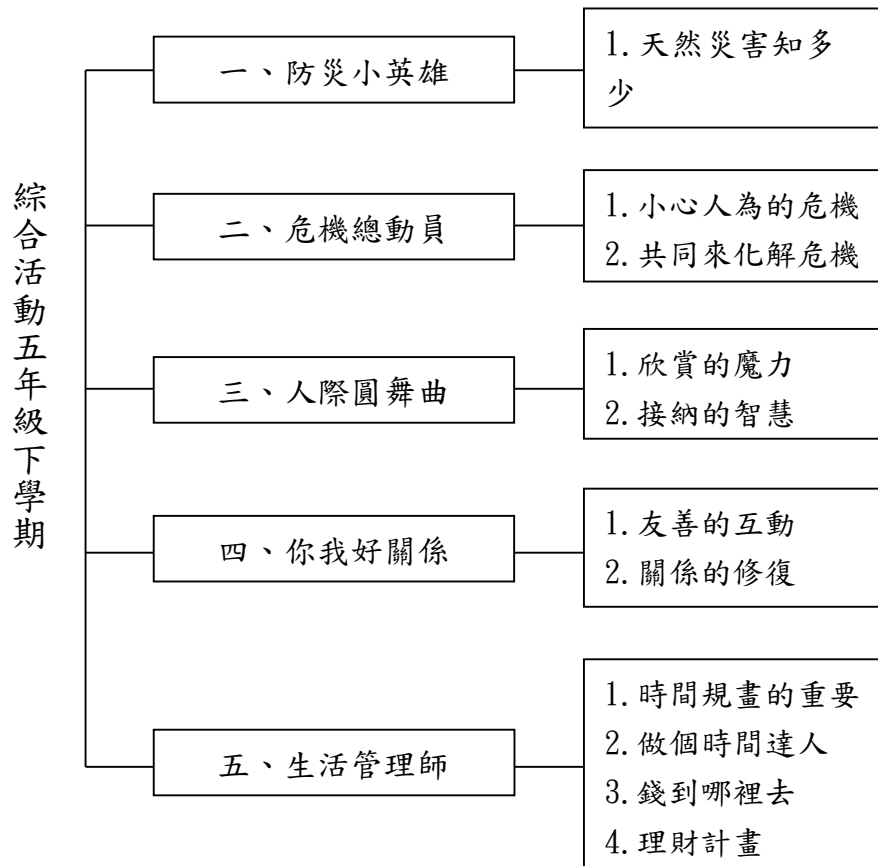 綜合活動五年級下學期
一、防災小英雄
1.天然災害知多
少
二、危機總動員
1.小心人為的危機
2.共同來化解危機
三、人際圓舞曲
1.欣賞的魔力
2.接納的智慧
四、你我好關係
1.友善的互動
2.關係的修復
五、生活管理師
1.時間規畫的重要
2.做個時間達人
3.錢到哪裡去
4.理財計畫